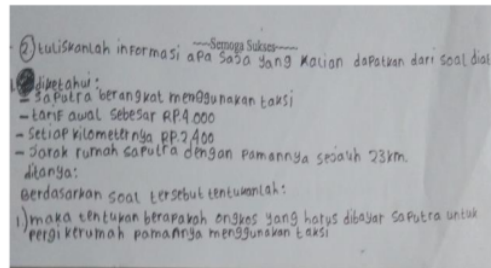 ~~~Semoga Sukses~~~
②tuliskanlah informasi apa saja yang kalian dapatkan dari soal diat
diketahui:
- Saputra berangkat menggunakan taksi
- tarif awal sebesar RP.4.000
- Setiap kilometernya RP.2,400
- Jarak rumah saputra dengan pamannya sejauh 23km.
ditanya:
Berdasarkan soal tersebut tentukanlah:
1) maka tentukan berapakah ongkos yang harus dibayar saputra untuk
pergi kerumah pamannya menggunakan taksi